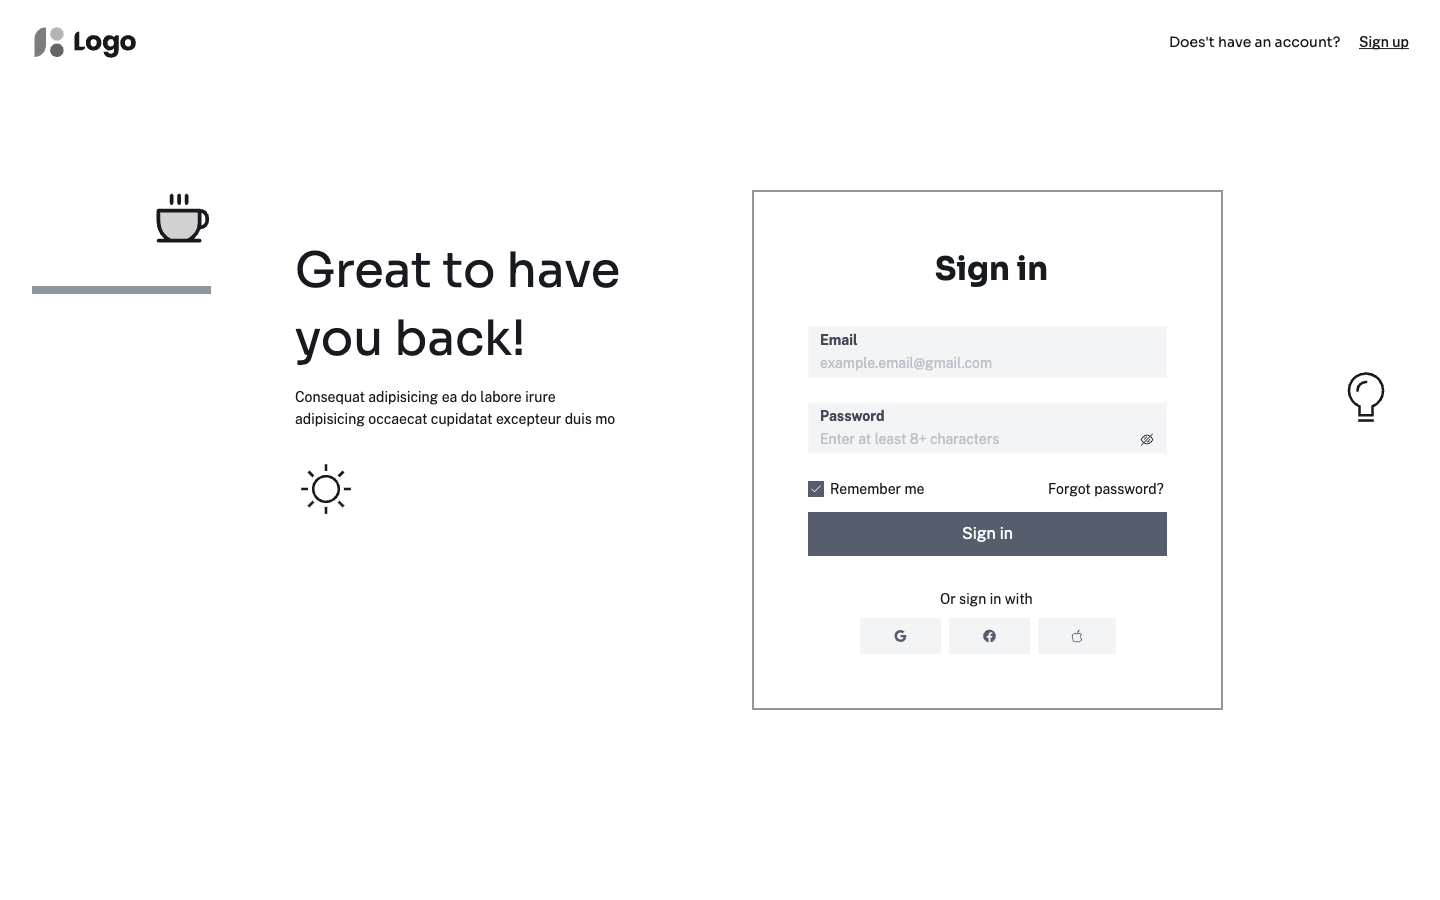 Logo
Does't have an account? Sign up
Great to have
you back!
Consequat adipisicing ea do labore irure
adipisicing occaecat cupidatat excepteur duis mo
Sign in
Email
example.email@gmail.com
Password
Enter at least 8+ characters
Remember me
Forgot password?
Sign in
Or sign in with